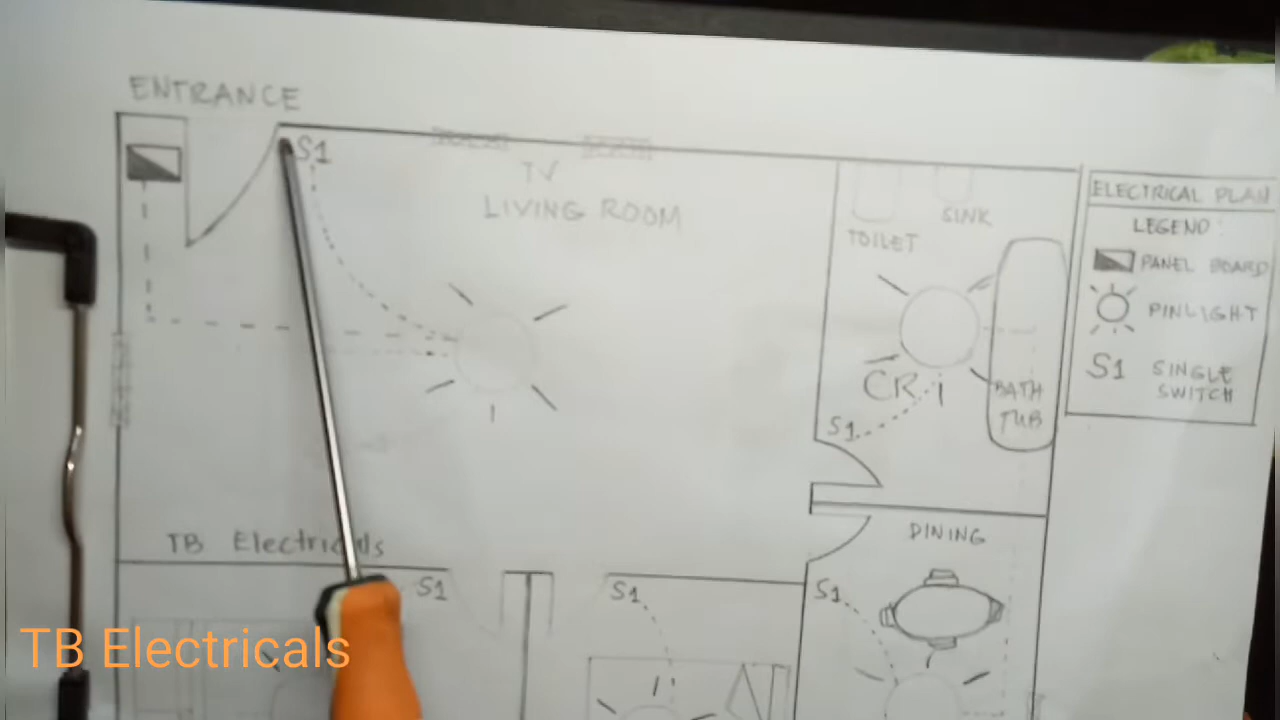 ENTRANCE
S1
TV
LIVING ROOM
TOILET
SINK
CR
BATH
TUB
S1
ELECTRICAL PLAN
LEGEND:
PANEL BOARD
PINLIGHT
S1 SINGLE
SWITCH
DINING
TB Electricals
S1
S1
S1
TB Electricals